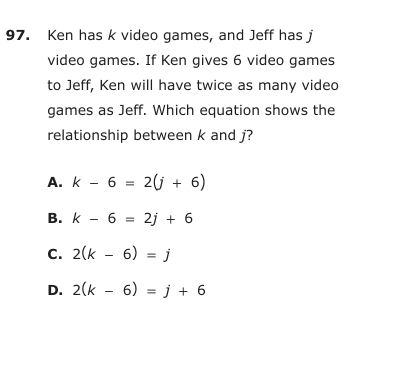 97. Ken has k video games, and Jeff has j
video games. If Ken gives 6 video games
to Jeff, Ken will have twice as many video
games as Jeff. Which equation shows the
relationship between k and j?
A. k − 6 = 2(j + 6)
B. k − 6 = 2j + 6
C. 2(k − 6) = j
D. 2(k − 6) = j + 6